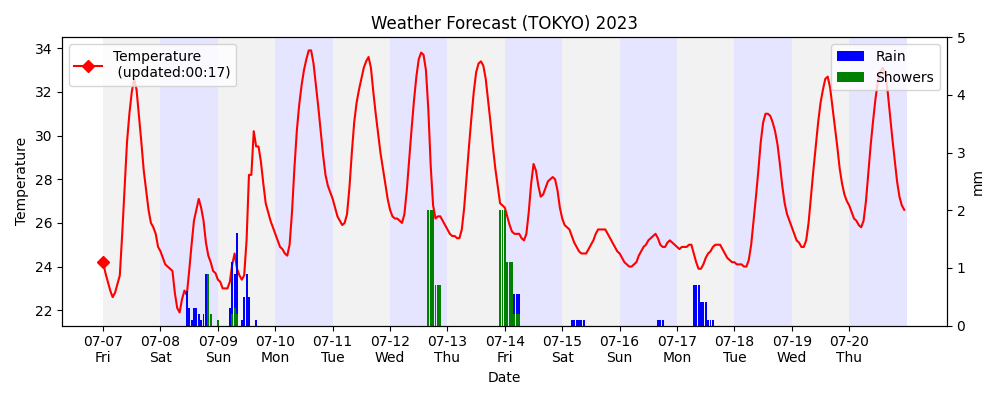 Weather Forecast (TOKYO) 2023
Temperature
(updated:00:17)
Rain
Showers
Temperature
34
32
30
28
26
24
22
5
4
3
2
1
0
mm
07-07 07-08 07-09 07-10 07-11 07-12 07-13 07-14 07-15 07-16 07-17 07-18 07-19 07-20
Fri Sat Sun Mon Tue Wed Thu Fri Sat Sun Mon Tue Wed Thu
Date